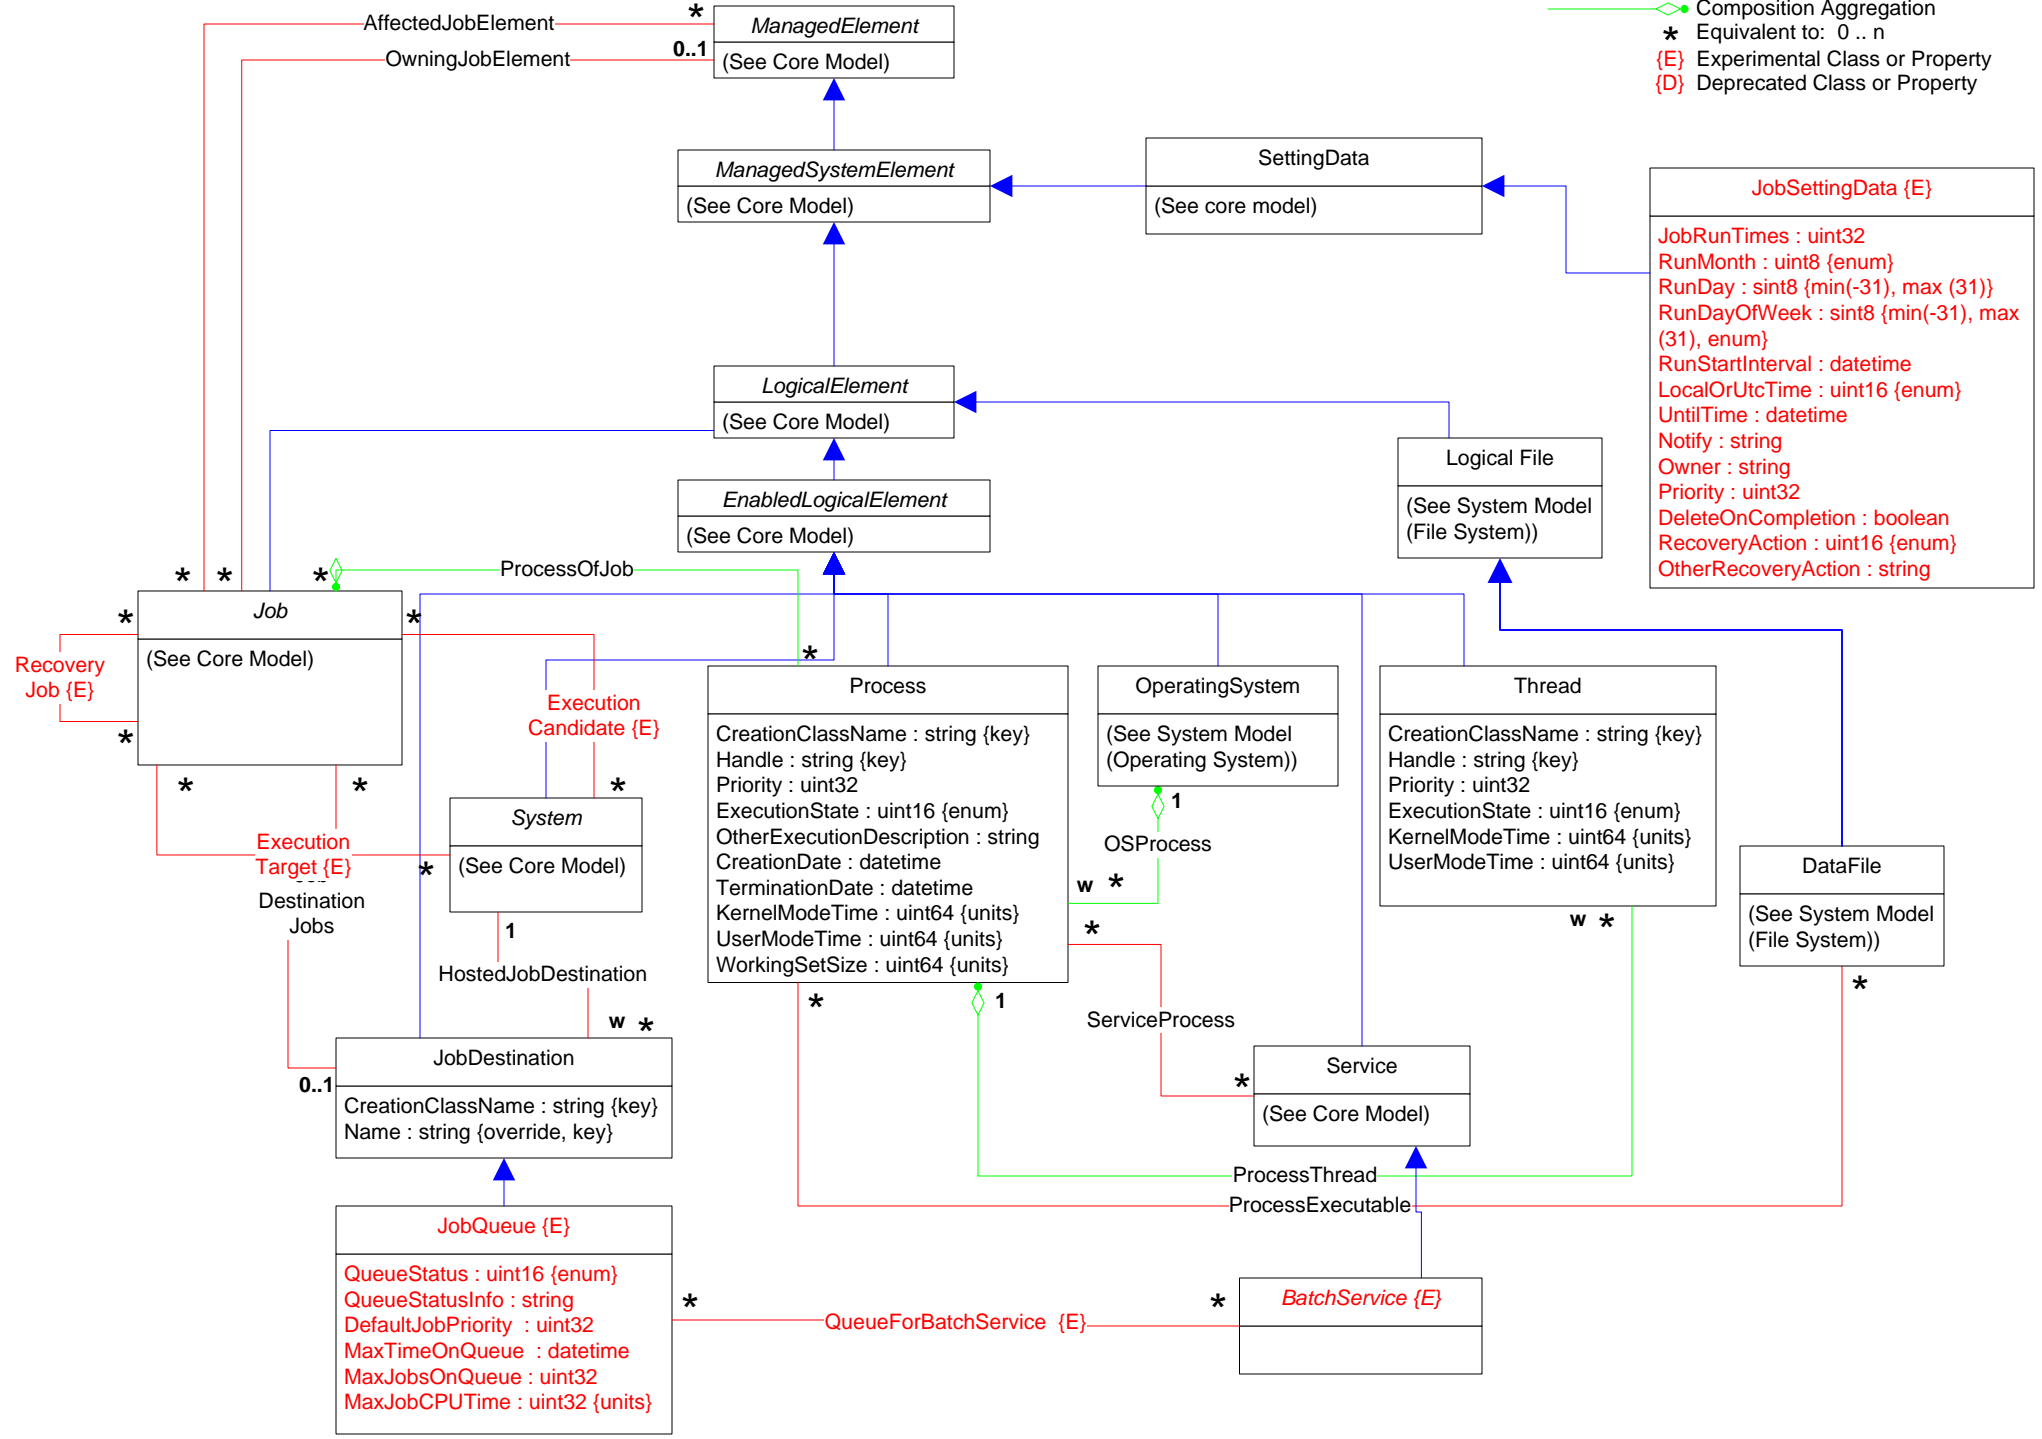 Composition Aggregation
* Equivalent to: 0 .. n
{E} Experimental Class or Property
{D} Deprecated Class or Property
AffectedJobElement
*
OwningJobElement
0..1
ManagedElement
(See Core Model)
ManagedSystemElement
(See Core Model)
SettingData
(See core model)
JobSettingData {E}
JobRunTimes : uint32
RunMonth : uint8 {enum}
RunDay : sint8 {min(-31), max (31)}
RunDayOfWeek : sint8 {min(-31), max
(31), enum}
RunStartInterval : datetime
LocalOrUtcTime : uint16 {enum}
UntilTime : datetime
Notify : string
Owner : string
Priority : uint32
DeleteOnCompletion : boolean
RecoveryAction : uint16 {enum}
OtherRecoveryAction : string
LogicalElement
(See Core Model)
Logical File
(See System Model
(File System))
EnabledLogicalElement
(See Core Model)
* * *
ProcessOfJob
*
Job
(See Core Model)
* *
Recovery
Job {E}
*
* *
Execution
Candidate {E}
*
Execution
Target {E}
*
System
(See Core Model)
Destination
Jobs
1
HostedJobDestination
w *
0..1
JobDestination
CreationClassName : string {key}
Name : string {override, key}
JobQueue {E}
QueueStatus : uint16 {enum}
QueueStatusInfo : string
DefaultJobPriority : uint32
MaxTimeOnQueue : datetime
MaxJobsOnQueue : uint32
MaxJobCPUTime : uint32 {units}
Process
CreationClassName : string {key}
Handle : string {key}
Priority : uint32
ExecutionState : uint16 {enum}
OtherExecutionDescription : string
CreationDate : datetime
TerminationDate : datetime
KernelModeTime : uint64 {units}
UserModeTime : uint64 {units}
WorkingSetSize : uint64 {units}
OperatingSystem
(See System Model
(Operating System))
1
OSProcess
w *
*
* 1
ServiceProcess
*
Thread
CreationClassName : string {key}
Handle : string {key}
Priority : uint32
ExecutionState : uint16 {enum}
KernelModeTime : uint64 {units}
UserModeTime : uint64 {units}
w *
DataFile
(See System Model
(File System))
*
Service
(See Core Model)
ProcessThread
ProcessExecutable
*
QueueForBatchService {E}
*
BatchService {E}